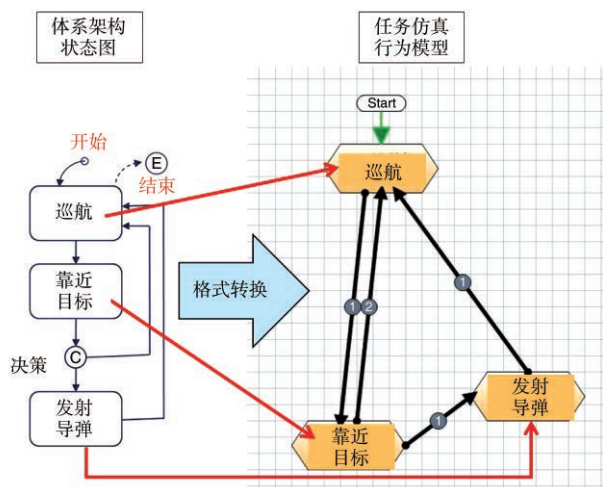 体系架构
状态图
任务仿真
行为模型
Start
开始
E
结束
巡航
巡航
靠近
目标
格式转换
1
2
1
决策
C
发射
导弹
发射
导弹
1
靠近
目标